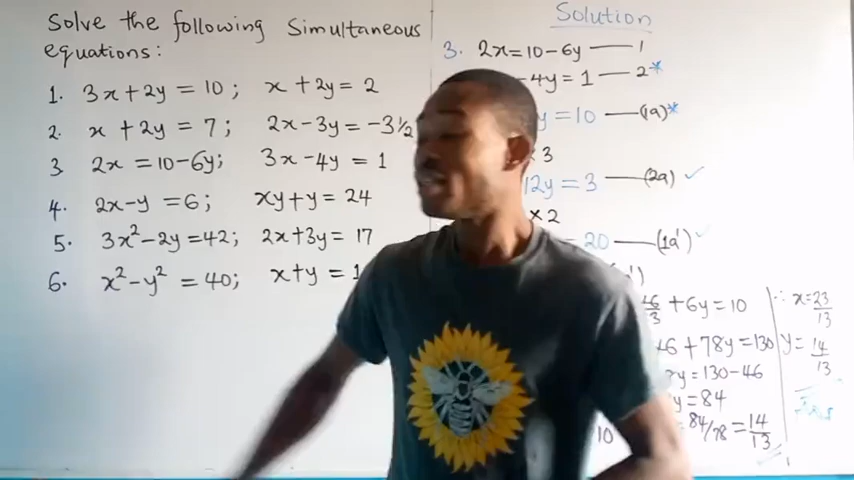 Solve the following Simultaneous
equations:
1. 3x+2y = 10; x + 2y = 2
2. x + 2y = 7; 2x-3y = -3½
3 2x = 10-6y; 3x-4y = 1
4. 2x-y = 6; xy+y = 24
5. 3x²-2y = 42; 2x+3y = 17
6. x²-y² = 40; x+y = 1
Solution
3. 2x = 10-6y — 1
-4y = 1 — 2*
y = 10 — (1a)*
x 3
12y = 3 — (2a) ✓
x 2
20 — (1a') ✓
+6y = 10
+78y = 130
= 130-46
y = 84
= 84/78 = 14/13
10
∴ x = 23/13
y = 14/13